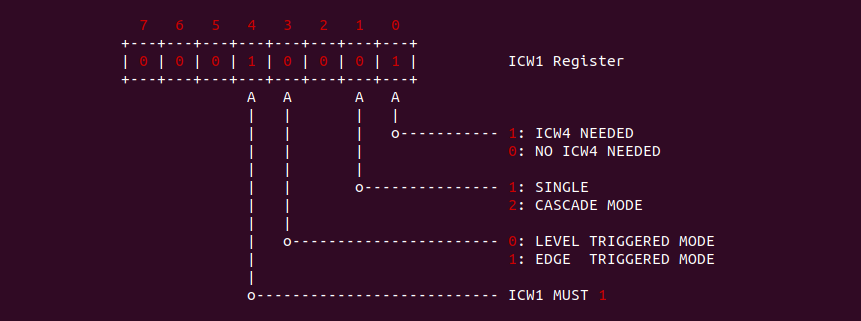 7   6   5   4   3   2   1   0
+---+---+---+---+---+---+---+---+
| 0 | 0 | 0 | 1 | 0 | 0 | 0 | 1 |          ICW1 Register
+---+---+---+---+---+---+---+---+
              A   A       A   A
              |   |       |   |
              |   |       |   o----------- 1: ICW4 NEEDED
              |   |       |                0: NO ICW4 NEEDED
              |   |       |
              |   |       o--------------- 1: SINGLE
              |   |                        2: CASCADE MODE
              |   |
              |   o----------------------- 0: LEVEL TRIGGERED MODE
              |                            1: EDGE  TRIGGERED MODE
              |
              o--------------------------- ICW1 MUST 1